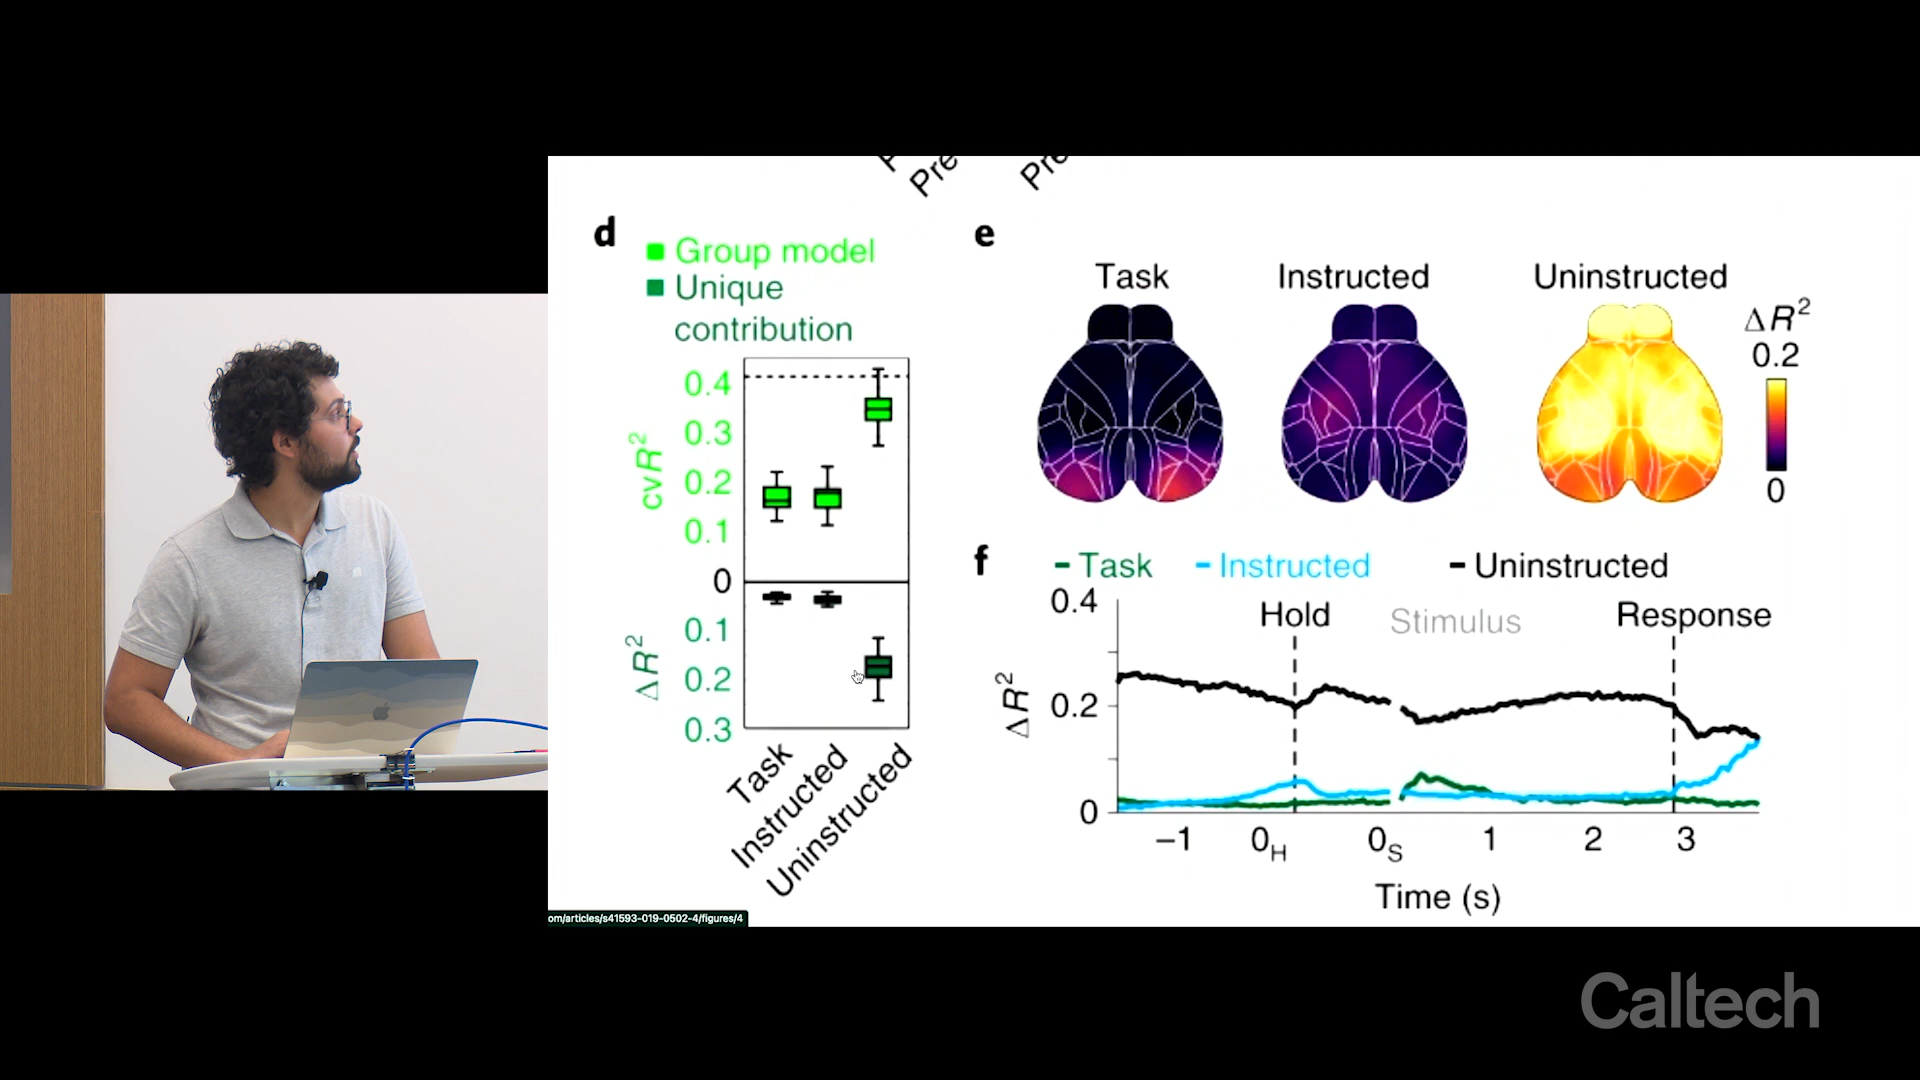 Pre
Pre
d
Group model
Unique
contribution
0.4
0.3
0.2
0.1
0
0.1
0.2
0.3
cvR²
ΔR²
Task
Instructed
Uninstructed
e
Task
Instructed
Uninstructed
ΔR²
0.2
0
f
Task
Instructed
Uninstructed
Hold
Stimulus
Response
ΔR²
0.4
0.2
0
–1
0H
0S
1
2
3
Time (s)
om/articles/s41593-019-0502-4/figures/4
Caltech